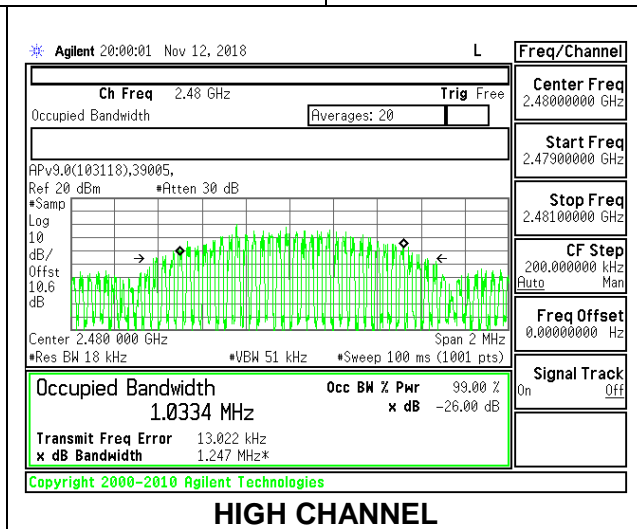 Agilent 20:00:01 Nov 12, 2018 L
Freq/Channel
Ch Freq 2.48 GHz Trig Free
Occupied Bandwidth Averages: 20
Center Freq
2.48000000 GHz
Start Freq
2.47900000 GHz
Stop Freq
2.48100000 GHz
CF Step
200.000000 kHz
Auto Man
Freq Offset
0.00000000 Hz
Signal Track
On Off
APv9.0(103118),39005,
Ref 20 dBm #Atten 30 dB
#Samp
Log
10
dB/
Offst
10.6
dB
Center 2.480 000 GHz Span 2 MHz
#Res BW 18 kHz #VBW 51 kHz #Sweep 100 ms (1001 pts)
Occupied Bandwidth Occ BW % Pwr 99.00 %
1.0334 MHz x dB -26.00 dB
Transmit Freq Error 13.022 kHz
x dB Bandwidth 1.247 MHz*
Copyright 2000-2010 Agilent Technologies
HIGH CHANNEL